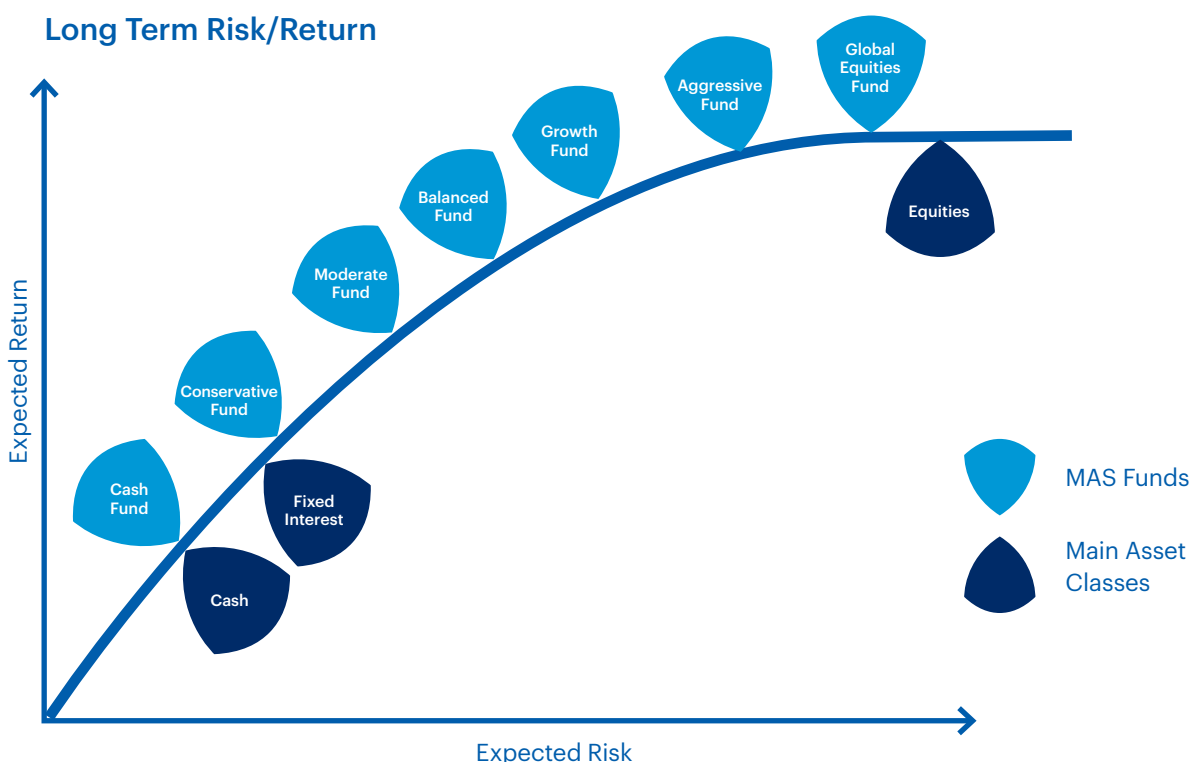 Long Term Risk/Return
Global
Equities
Fund
Aggressive
Fund
Growth
Fund
Balanced
Fund
Equities
Moderate
Fund
Expected Return
Conservative
Fund
Cash
Fund
Fixed
Interest
Cash
MAS Funds
Main Asset
Classes
Expected Risk